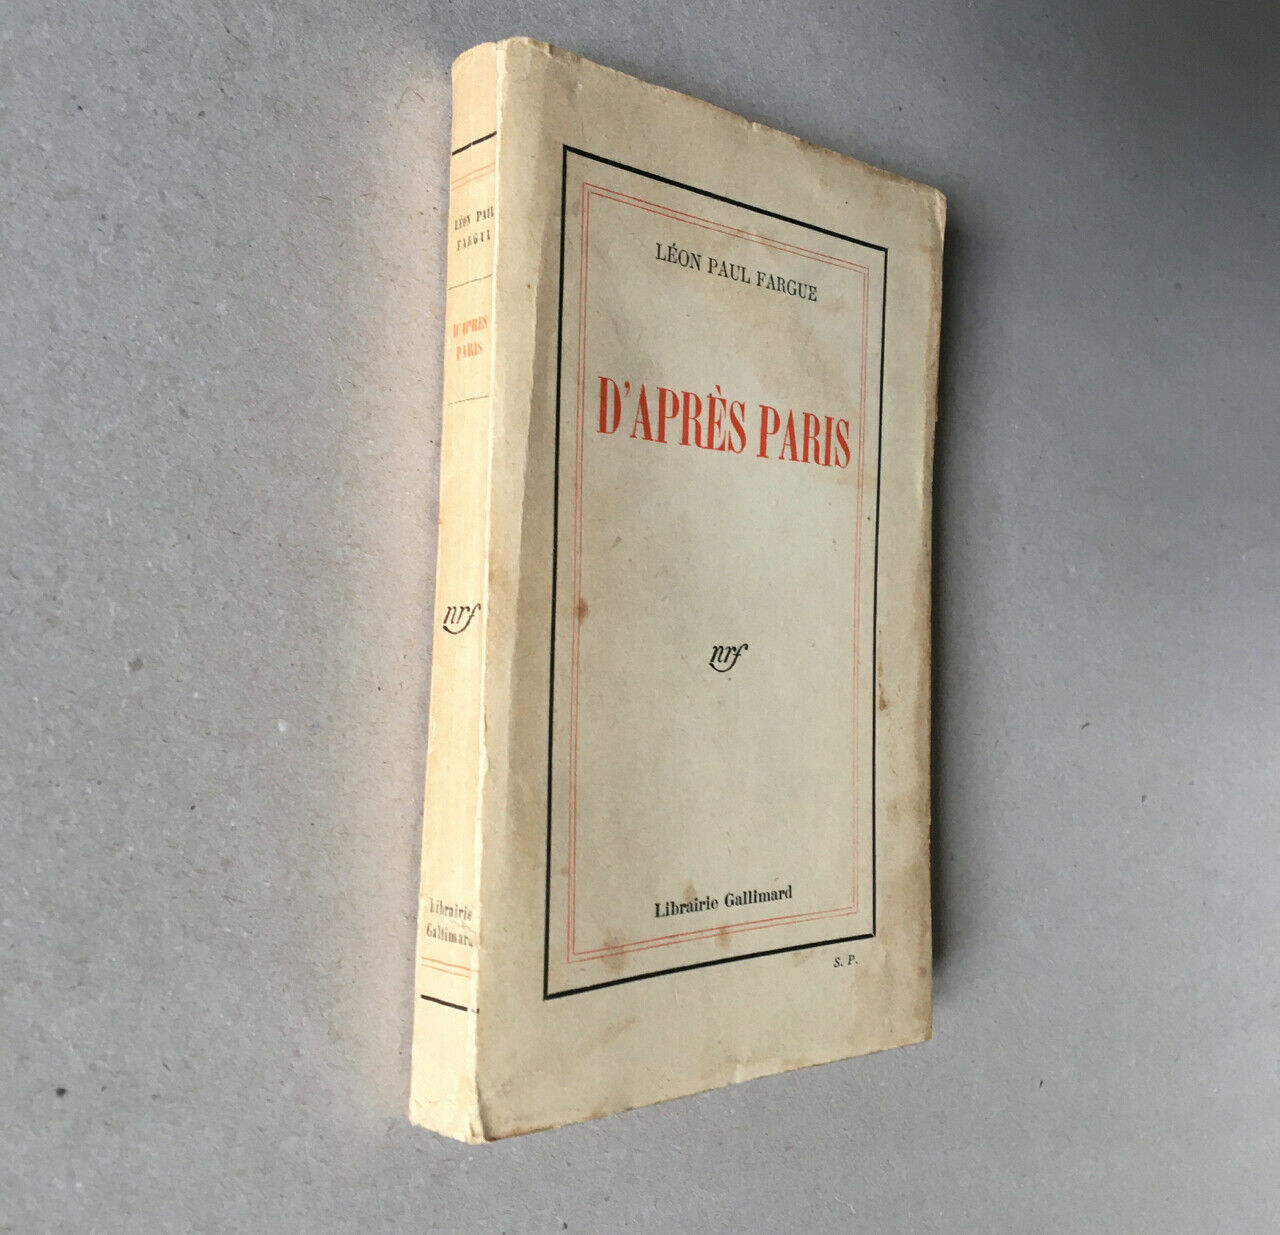 LÉON PAUL
FARGUE
D'APRÈS
PARIS
nrf
Librairie
Gallimard
LÉON PAUL FARGUE
D'APRÈS PARIS
nrf
Librairie Gallimard
S. P.